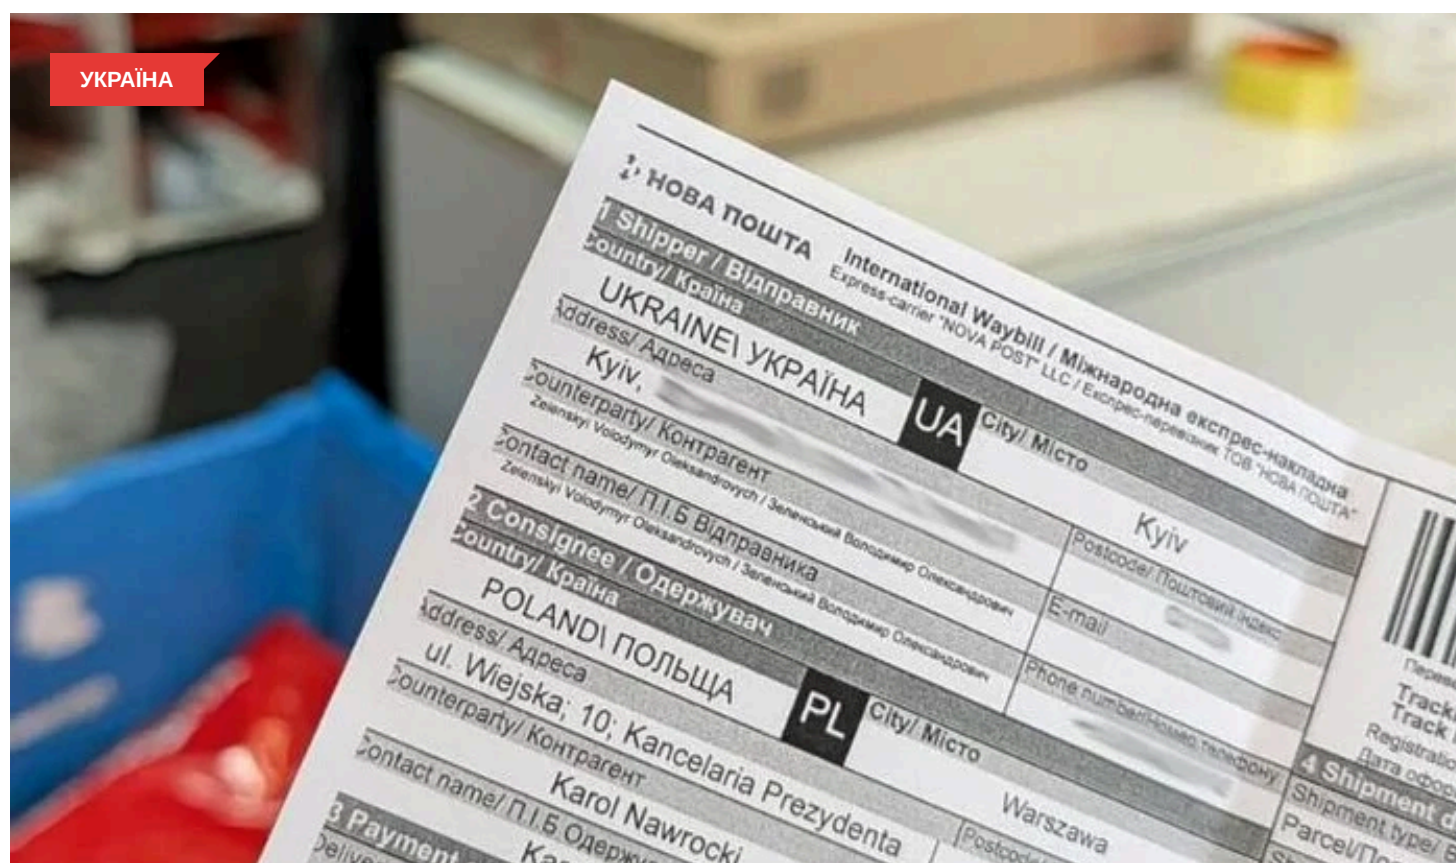 УКРАЇНА
НОВА ПОШТА
International Waybill / Міжнародна експрес-накладна
Express-carrier "NOVA POST" LLC / Експрес-перевізник ТОВ "НОВА ПОШТА"
1 Shipper / Відправник
Country/ Країна
UKRAINE\ УКРАЇНА
UA
City/ Місто
Kyiv
Address/ Адреса
Kyiv,
Postcode/ Поштовий індекс
Counterparty/ Контрагент
Zelenskyi Volodymyr Oleksandrovych / Зеленський Володимир Олександрович
E-mail
Contact name/ П.І.Б Відправника
Zelenskyi Volodymyr Oleksandrovych / Зеленський Володимир Олександрович
Phone number/Номер телефону
2 Consignee / Одержувач
Country/ Країна
POLAND\ ПОЛЬЩА
PL
City/ Місто
Warszawa
Address/ Адреса
ul. Wiejska; 10; Kancelaria Prezydenta
Postcode/
Counterparty/ Контрагент
Karol Nawrocki
Contact name/ П.І.Б
3 Payment
Track
Track
4 Shipment
Shipment type/